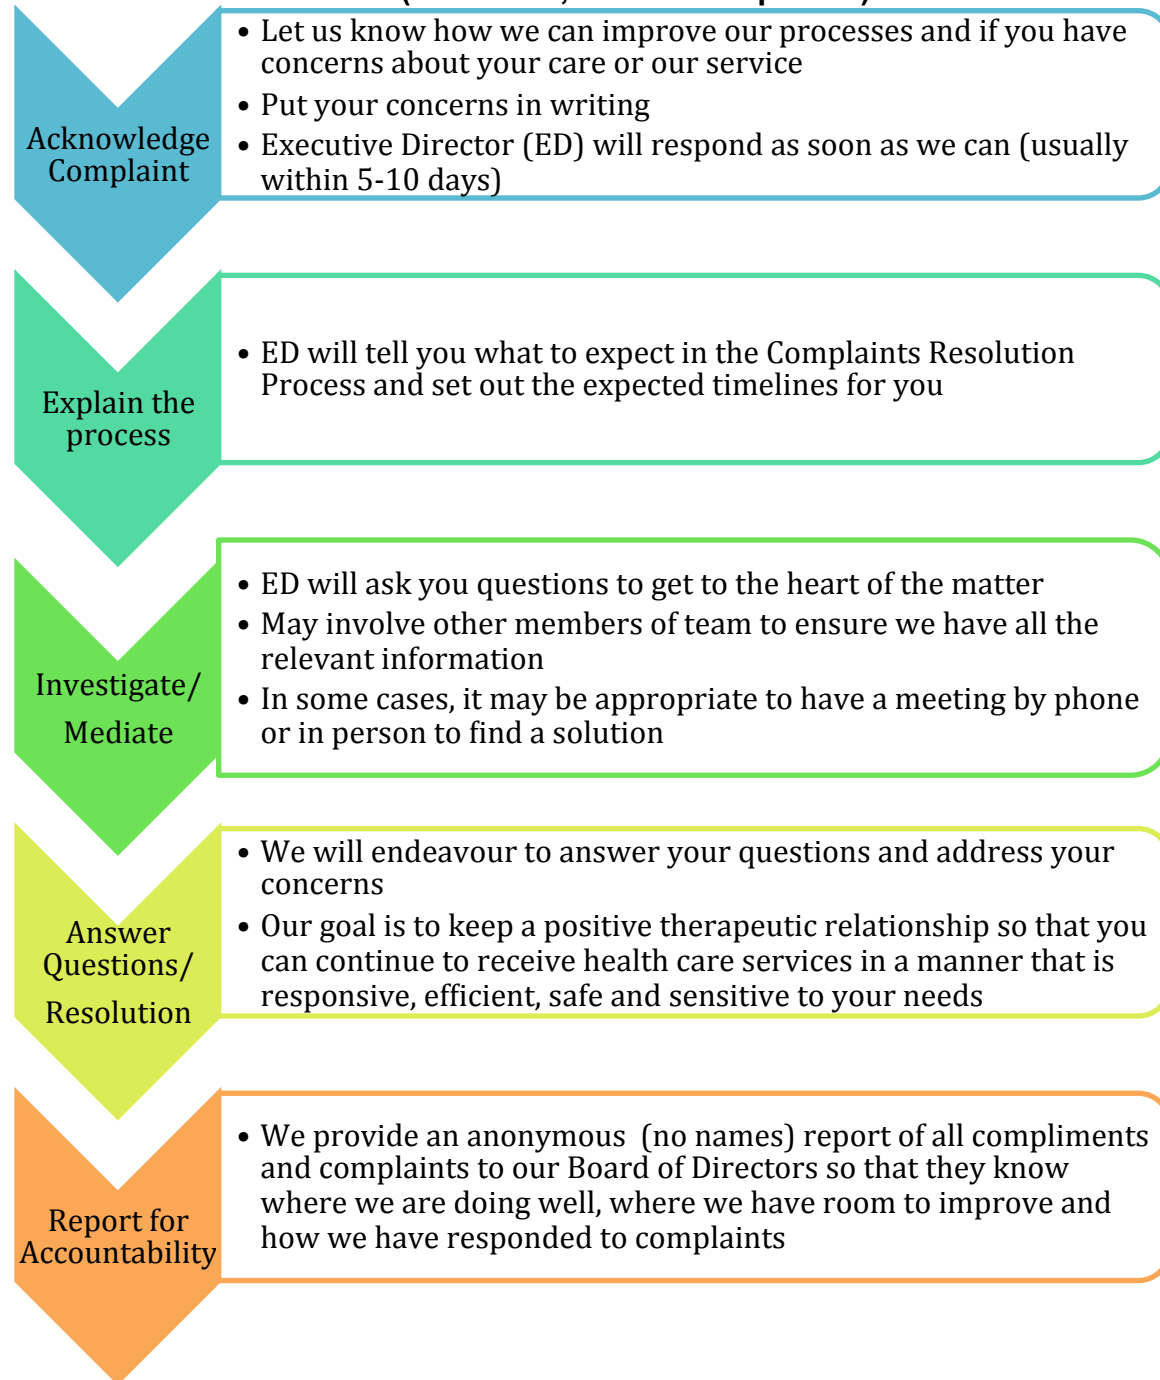 • Let us know how we can improve our processes and if you have
concerns about your care or our service
• Put your concerns in writing
• Executive Director (ED) will respond as soon as we can (usually
within 5-10 days)
Acknowledge
Complaint
• ED will tell you what to expect in the Complaints Resolution
Process and set out the expected timelines for you
Explain the
process
• ED will ask you questions to get to the heart of the matter
• May involve other members of team to ensure we have all the
relevant information
• In some cases, it may be appropriate to have a meeting by phone
or in person to find a solution
Investigate/
Mediate
• We will endeavour to answer your questions and address your
concerns
• Our goal is to keep a positive therapeutic relationship so that you
can continue to receive health care services in a manner that is
responsive, efficient, safe and sensitive to your needs
Answer
Questions/
Resolution
• We provide an anonymous  (no names) report of all compliments
and complaints to our Board of Directors so that they know
where we are doing well, where we have room to improve and
how we have responded to complaints
Report for
Accountability